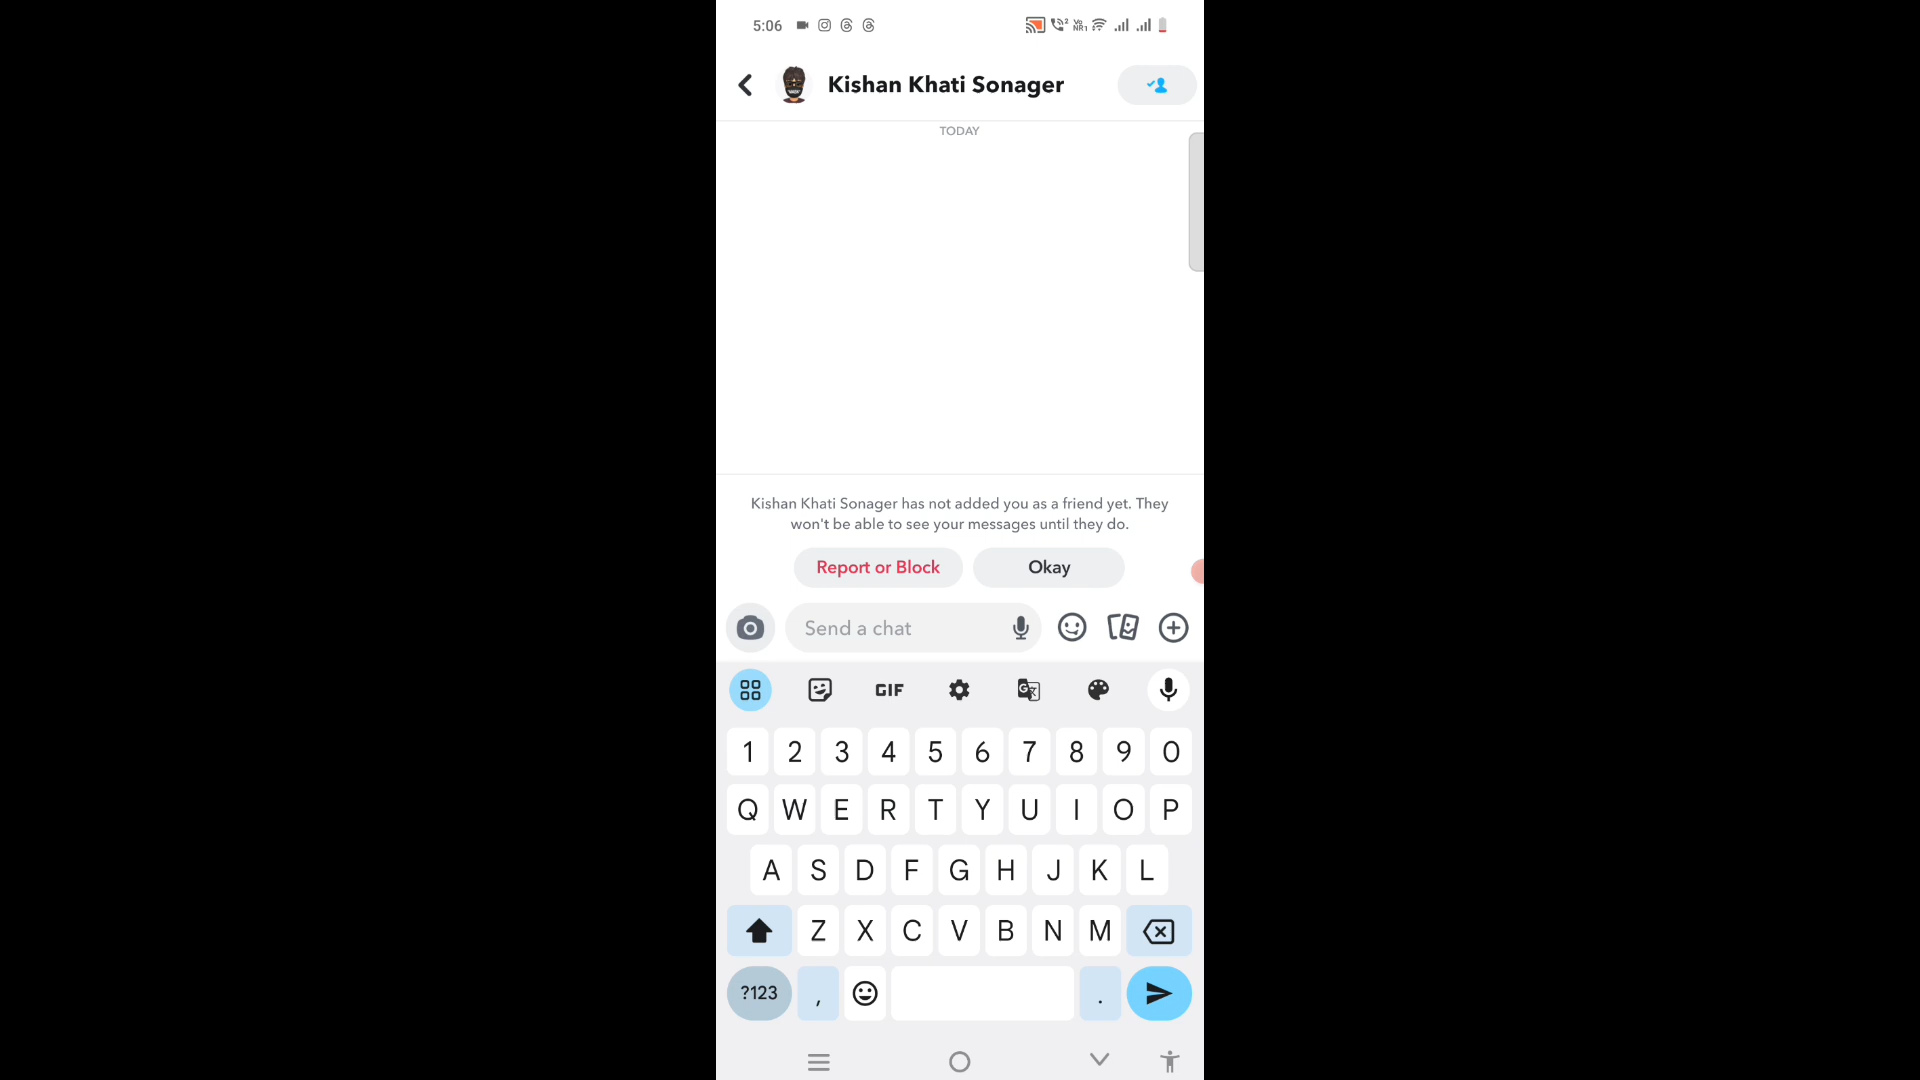 5:06
Kishan Khati Sonager
TODAY
Kishan Khati Sonager has not added you as a friend yet. They
won't be able to see your messages until they do.
Report or Block
Okay
Send a chat
GIF
1 2 3 4 5 6 7 8 9 0
Q W E R T Y U I O P
A S D F G H J K L
Z X C V B N M
?123 , .